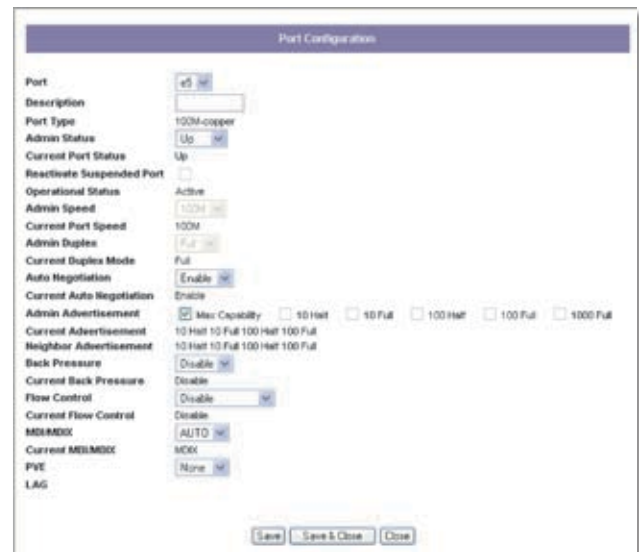 Port Configuration
Port e5
Description
Port Type 100M-copper
Admin Status Up
Current Port Status Up
Reactivate Suspended Port
Operational Status Active
Admin Speed 100M
Current Port Speed 100M
Admin Duplex Full
Current Duplex Mode Full
Auto Negotiation Enable
Current Auto Negotiation Enable
Admin Advertisement Max Capability 10 Half 10 Full 100 Half 100 Full 1000 Full
Current Advertisement 10 Half 10 Full 100 Half 100 Full
Neighbor Advertisement 10 Half 10 Full 100 Half 100 Full
Back Pressure Disable
Current Back Pressure Disable
Flow Control Disable
Current Flow Control Disable
MDI/MDIX AUTO
Current MDI/MDIX MDIX
PVE None
LAG
Save Save & Close Close